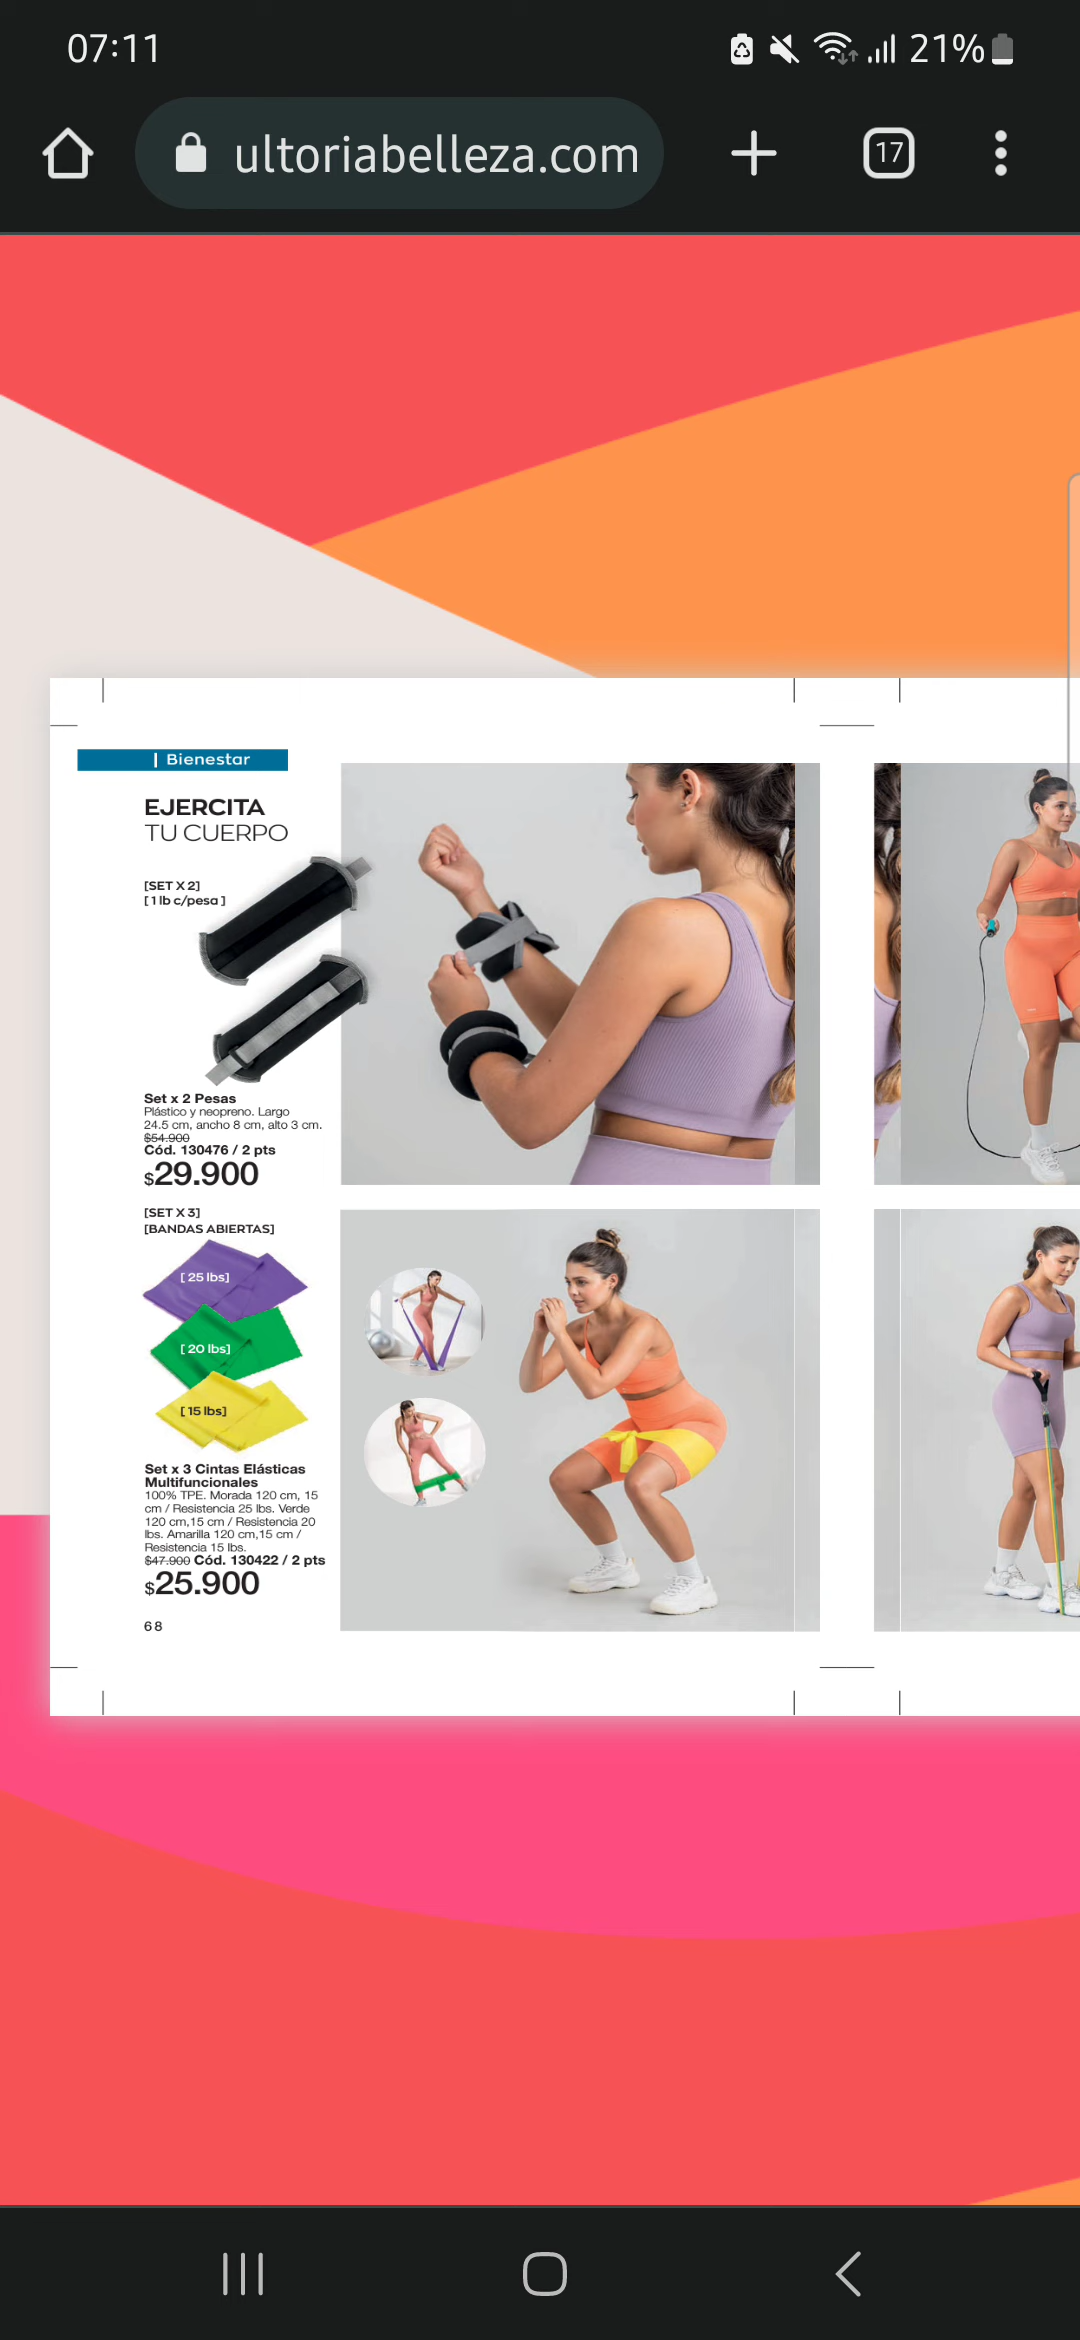 07:11
21%
ultoriabelleza.com
17
| Bienestar
EJERCITA
TU CUERPO
[SET X 2]
[ 1 lb c/pesa ]
Set x 2 Pesas
Plástico y neopreno. Largo
24.5 cm, ancho 8 cm, alto 3 cm.
$54.900
Cód. 130476 / 2 pts
$29.900
[SET X 3]
[BANDAS ABIERTAS]
[ 25 lbs]
[ 20 lbs]
[ 15 lbs]
Set x 3 Cintas Elásticas
Multifuncionales
100% TPE. Morada 120 cm, 15
cm / Resistencia 25 lbs. Verde
120 cm,15 cm / Resistencia 20
lbs. Amarilla 120 cm,15 cm /
Resistencia 15 lbs.
$47.900 Cód. 130422 / 2 pts
$25.900
68